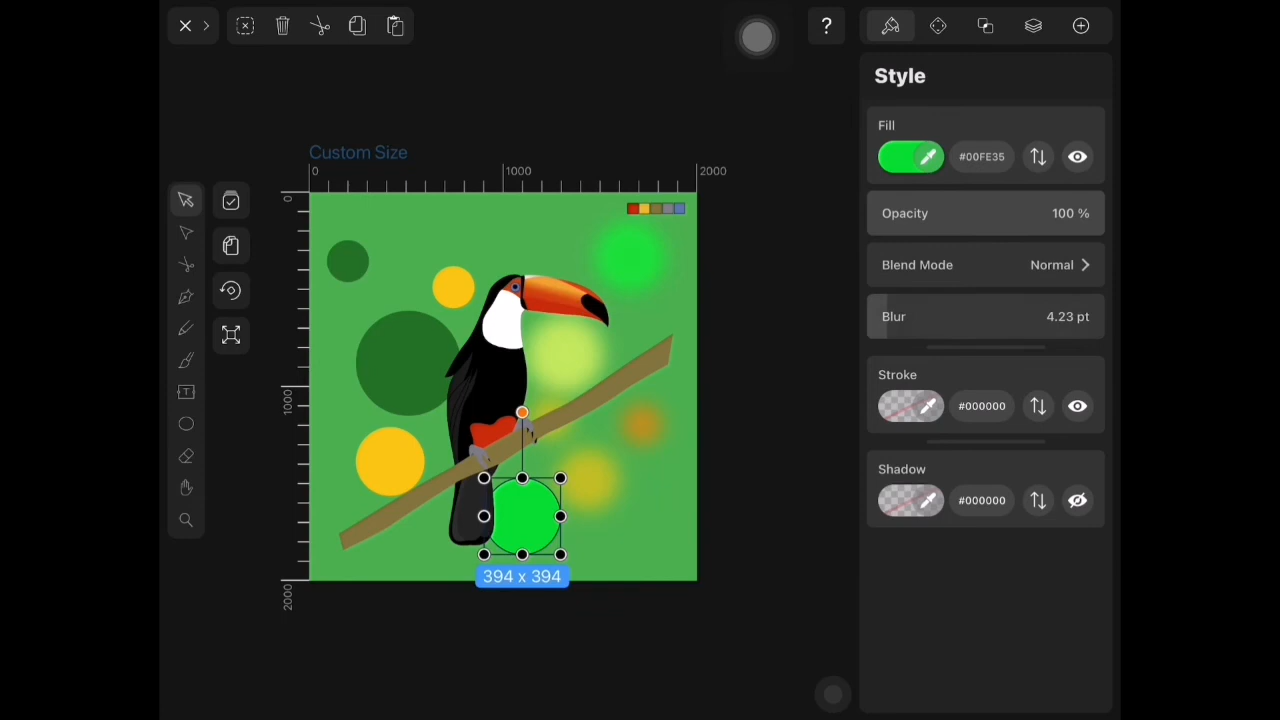 ?
Style
Custom Size
0
1000
2000
0
1000
2000
394 x 394
Fill
#00FE35
Opacity 100 %
Blend Mode Normal
Blur 4.23 pt
Stroke
#000000
Shadow
#000000
T